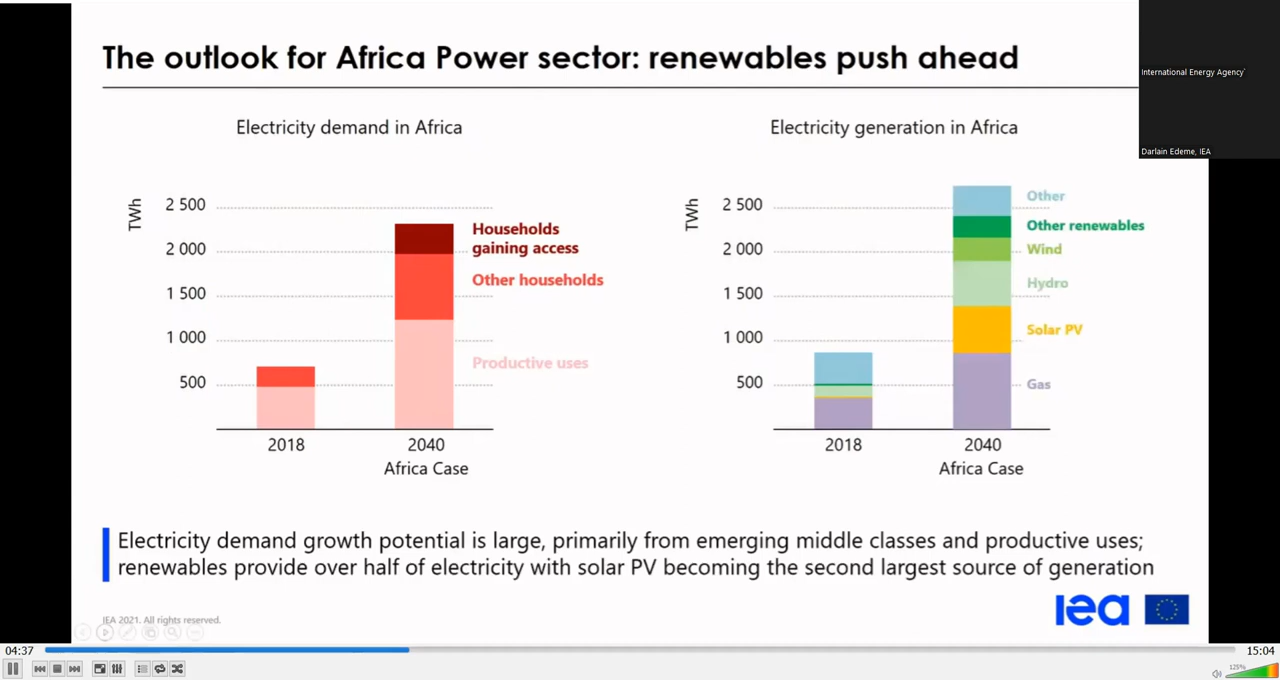 The outlook for Africa Power sector: renewables push ahead
International Energy Agency
Darlain Edeme, IEA
Electricity demand in Africa
TWh
2 500
2 000
1 500
1 000
500
Households
gaining access
Other households
Productive uses
2018
2040
Africa Case
Electricity generation in Africa
TWh
2 500
2 000
1 500
1 000
500
Other
Other renewables
Wind
Hydro
Solar PV
Gas
2018
2040
Africa Case
Electricity demand growth potential is large, primarily from emerging middle classes and productive uses;
renewables provide over half of electricity with solar PV becoming the second largest source of generation
iea
IEA 2021. All rights reserved.
04:37
15:04
125%